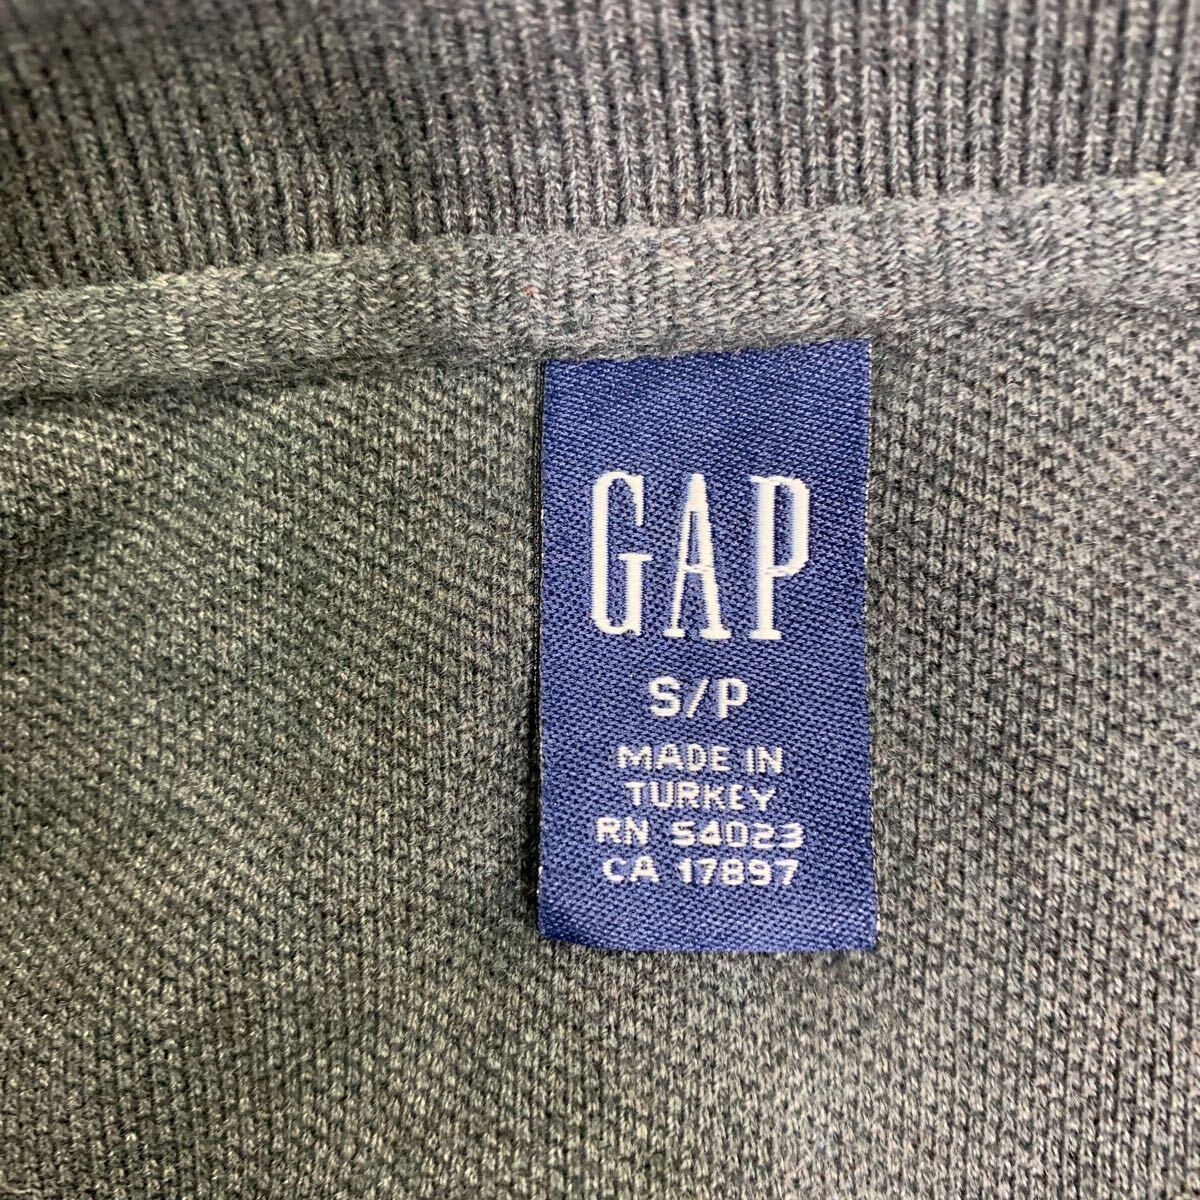 GAP
S/P
MADE IN
TURKEY
RN 54023
CA 17897